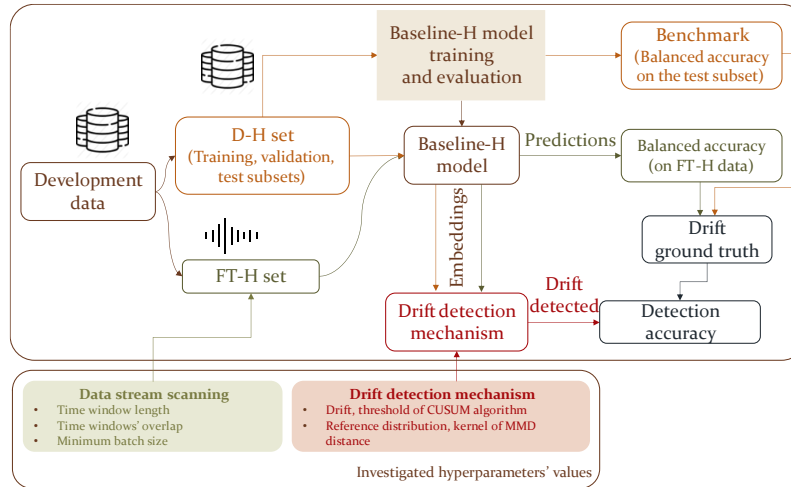 Baseline-H model
training
and evaluation
Benchmark
(Balanced accuracy
on the test subset)
D-H set
(Training, validation,
test subsets)
Baseline-H
model
Predictions
Balanced accuracy
(on FT-H data)
Development
data
Embeddings
Drift
ground truth
FT-H set
Drift
detected
Drift detection
mechanism
Detection
accuracy
Data stream scanning
• Time window length
• Time windows' overlap
• Minimum batch size
Drift detection mechanism
• Drift, threshold of CUSUM algorithm
• Reference distribution, kernel of MMD
distance
Investigated hyperparameters' values